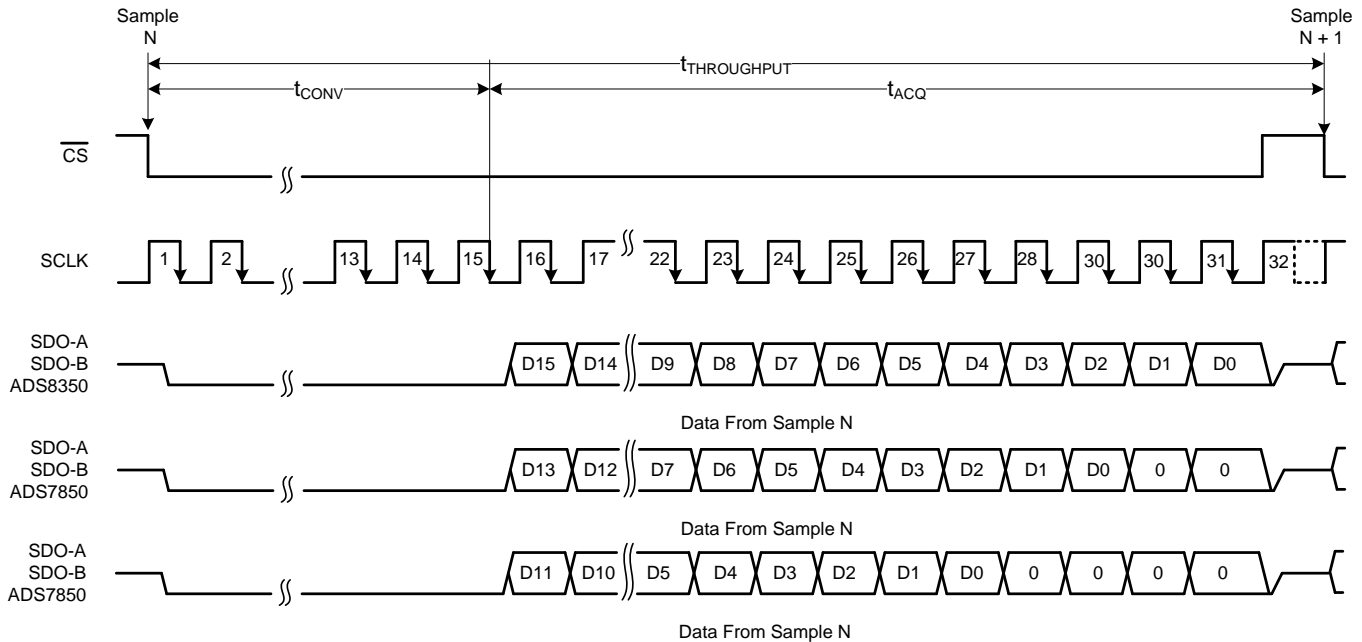 Sample
N
Sample
N + 1
tTHROUGHPUT
tCONV
tACQ
CS
SCLK
1 2 13 14 15 16 17 22 23 24 25 26 27 28 30 30 31 32
SDO-A
SDO-B
ADS8350
D15 D14 D9 D8 D7 D6 D5 D4 D3 D2 D1 D0
Data From Sample N
SDO-A
SDO-B
ADS7850
D13 D12 D7 D6 D5 D4 D3 D2 D1 D0 0 0
Data From Sample N
SDO-A
SDO-B
ADS7850
D11 D10 D5 D4 D3 D2 D1 D0 0 0 0 0
Data From Sample N